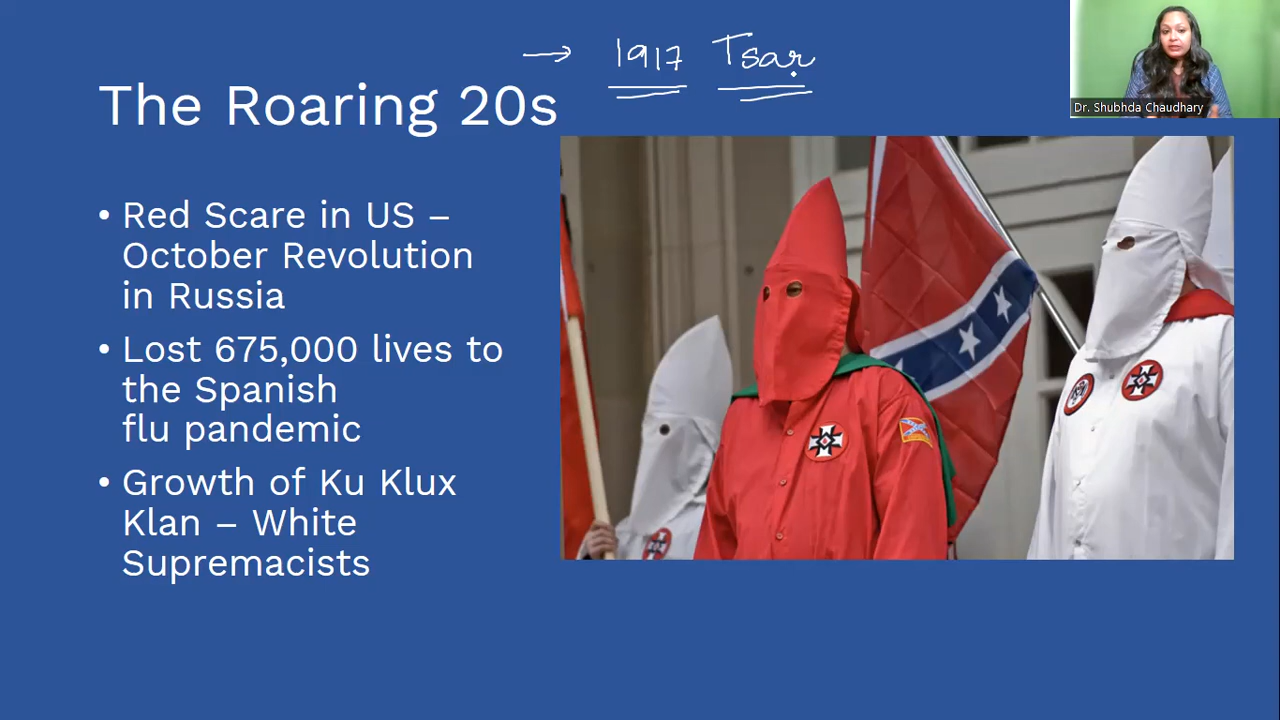 → 1917 Tsar
The Roaring 20s
Dr. Shubhda Chaudhary
• Red Scare in US –
October Revolution
in Russia
• Lost 675,000 lives to
the Spanish
flu pandemic
• Growth of Ku Klux
Klan – White
Supremacists